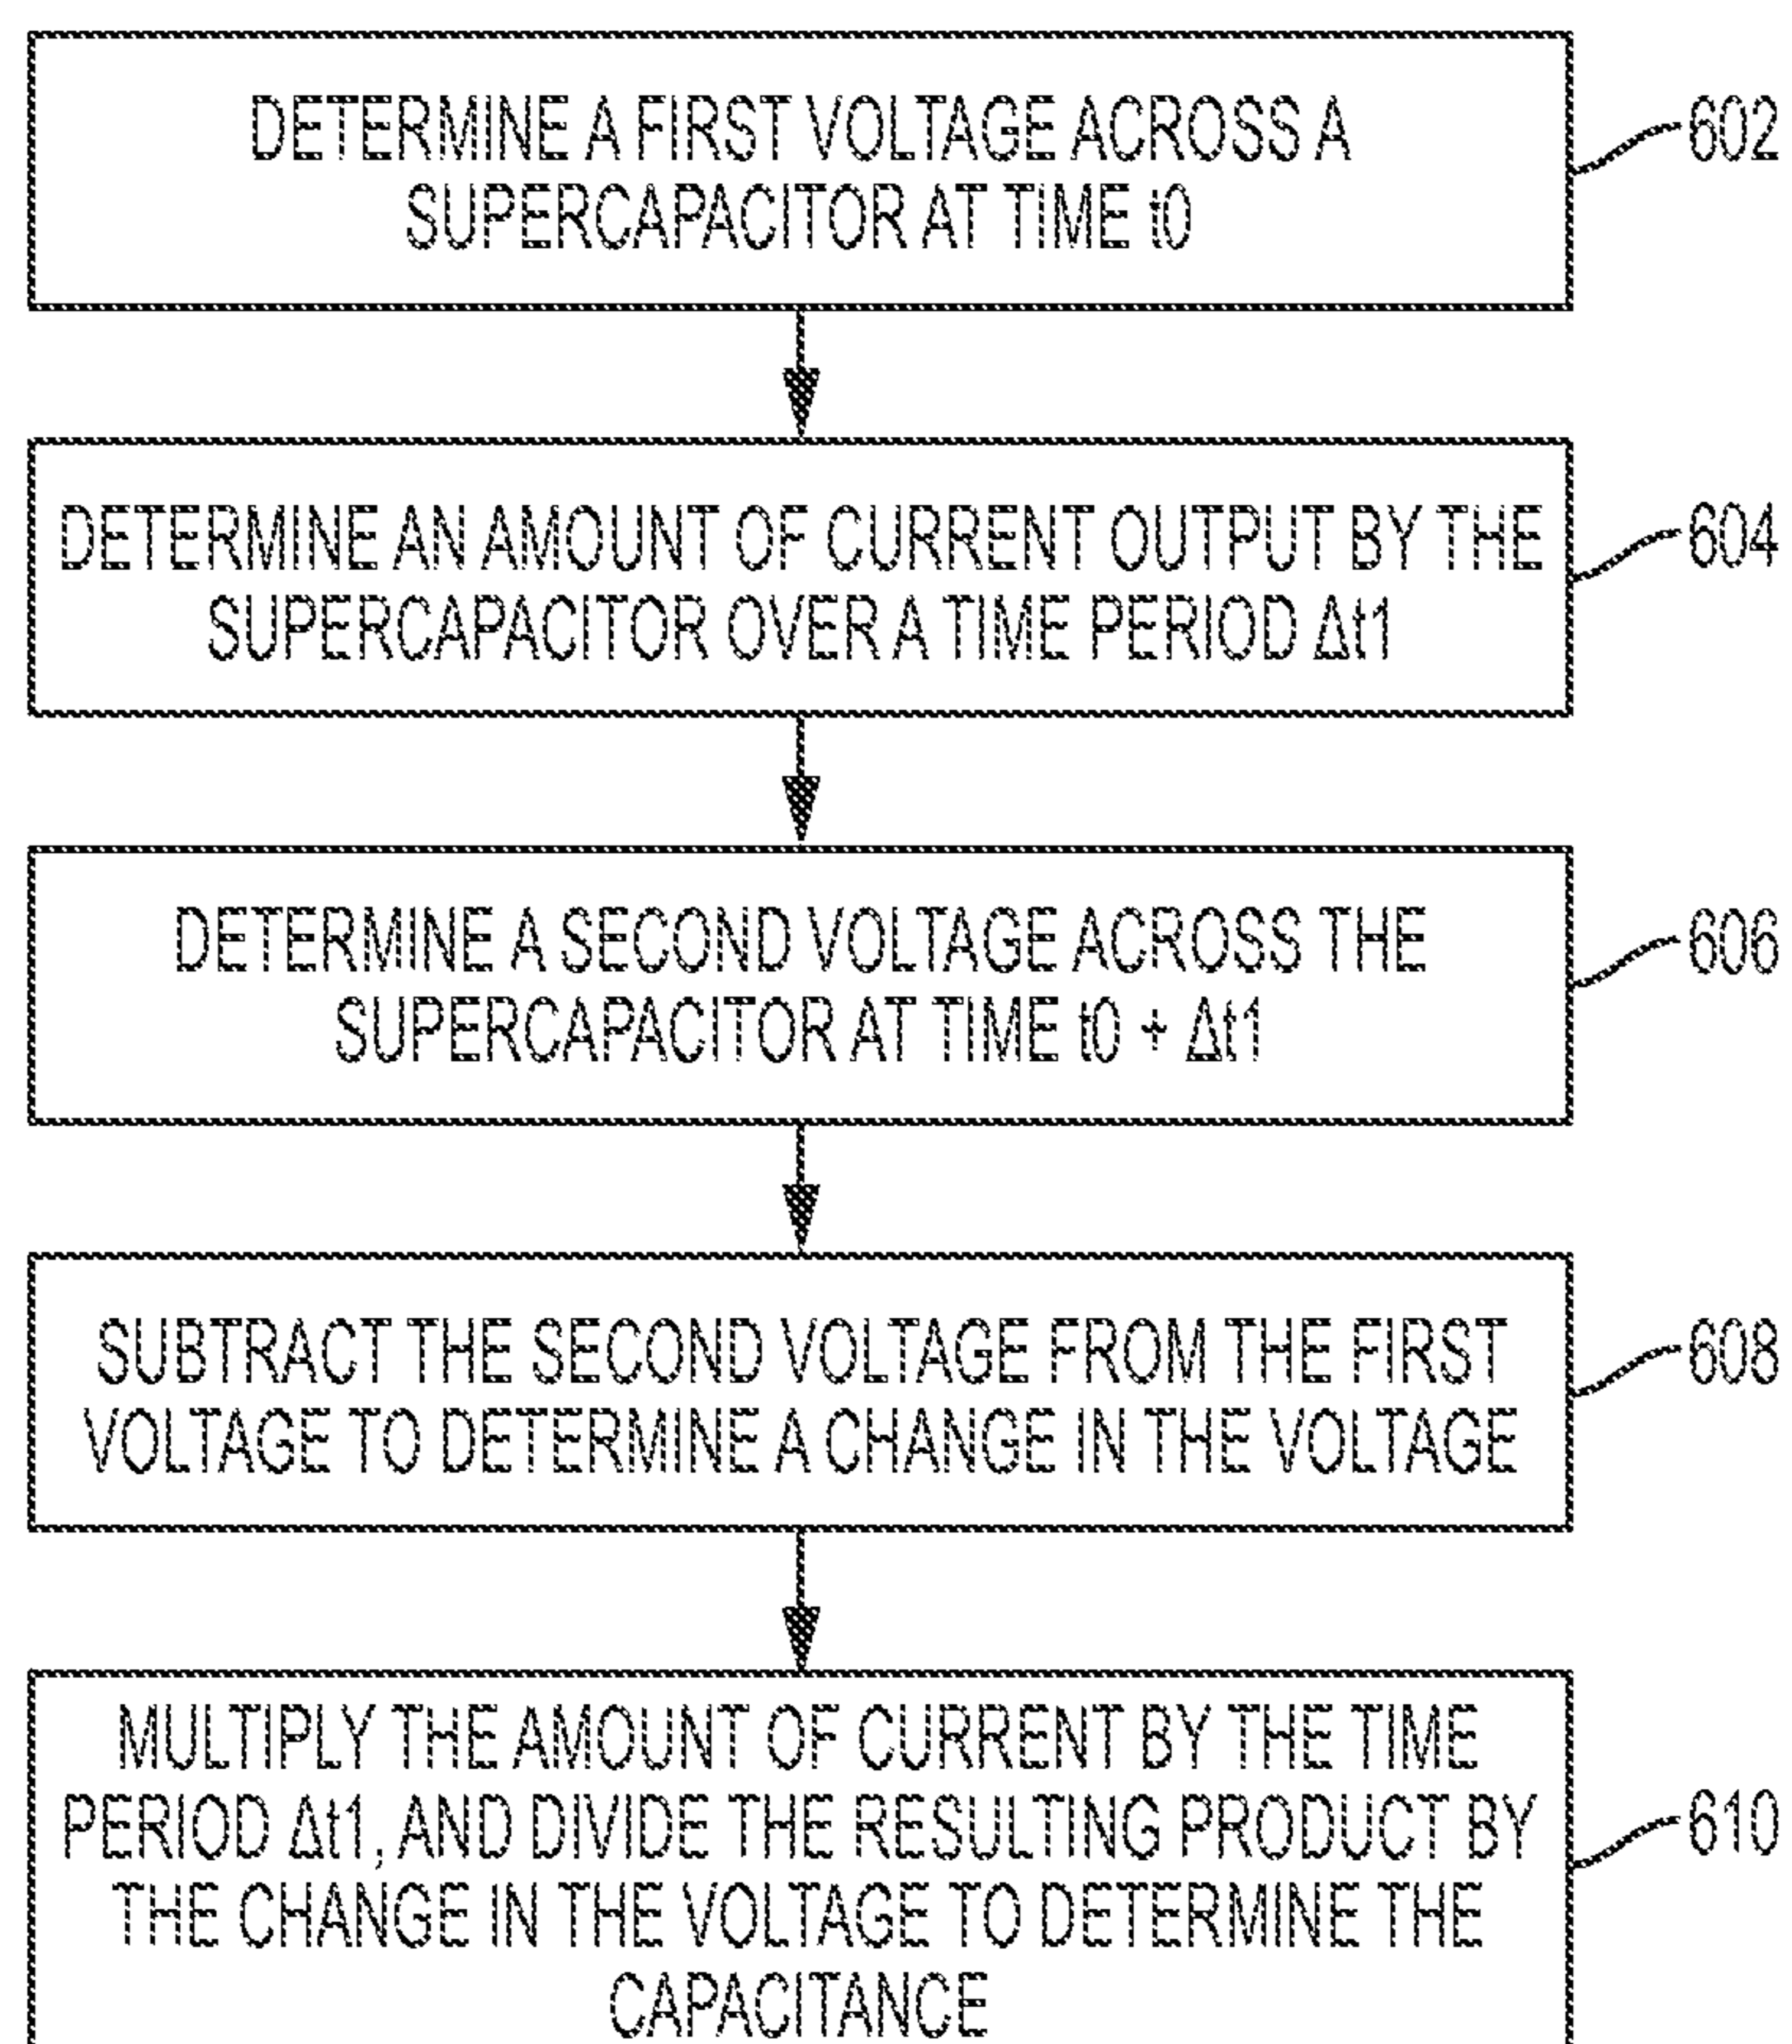 DETERMINE A FIRST VOLTAGE ACROSS A
SUPERCAPACITOR AT TIME t0
602
DETERMINE AN AMOUNT OF CURRENT OUTPUT BY THE
SUPERCAPACITOR OVER A TIME PERIOD Δt1
604
DETERMINE A SECOND VOLTAGE ACROSS THE
SUPERCAPACITOR AT TIME t0 + Δt1
606
SUBTRACT THE SECOND VOLTAGE FROM THE FIRST
VOLTAGE TO DETERMINE A CHANGE IN THE VOLTAGE
608
MULTIPLY THE AMOUNT OF CURRENT BY THE TIME
PERIOD Δt1, AND DIVIDE THE RESULTING PRODUCT BY
THE CHANGE IN THE VOLTAGE TO DETERMINE THE
CAPACITANCE
610